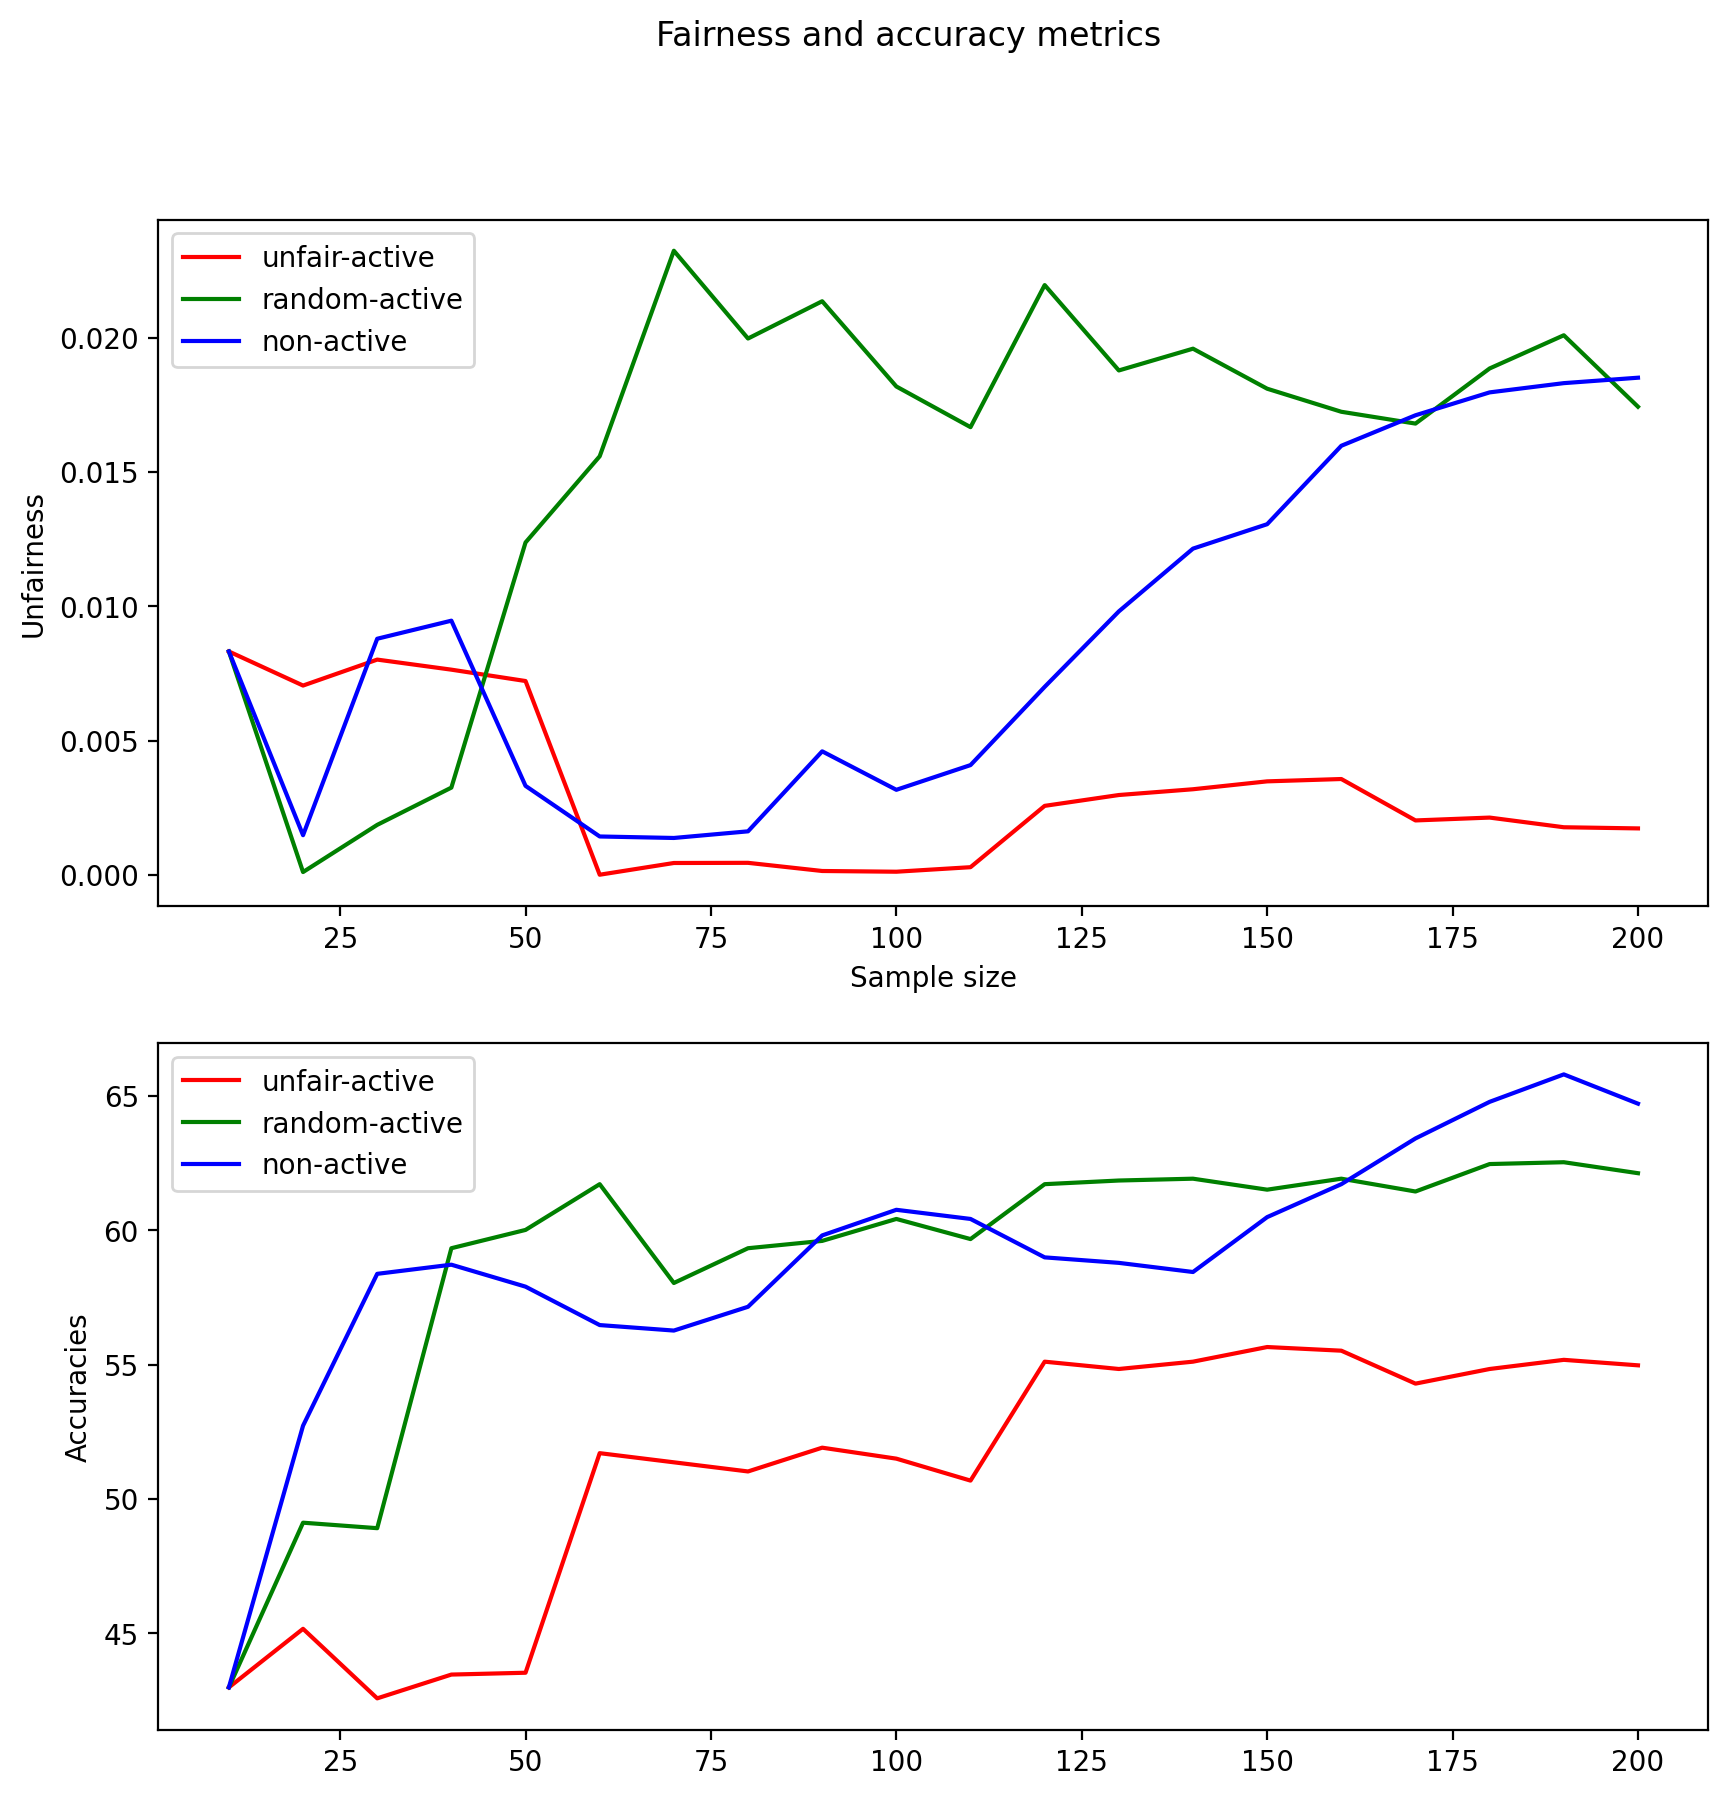 Fairness and accuracy metrics
unfair-active
random-active
non-active
Unfairness
0.020
0.015
0.010
0.005
0.000
25 50 75 100 125 150 175 200
Sample size
unfair-active
random-active
non-active
Accuracies
65
60
55
50
45
25 50 75 100 125 150 175 200